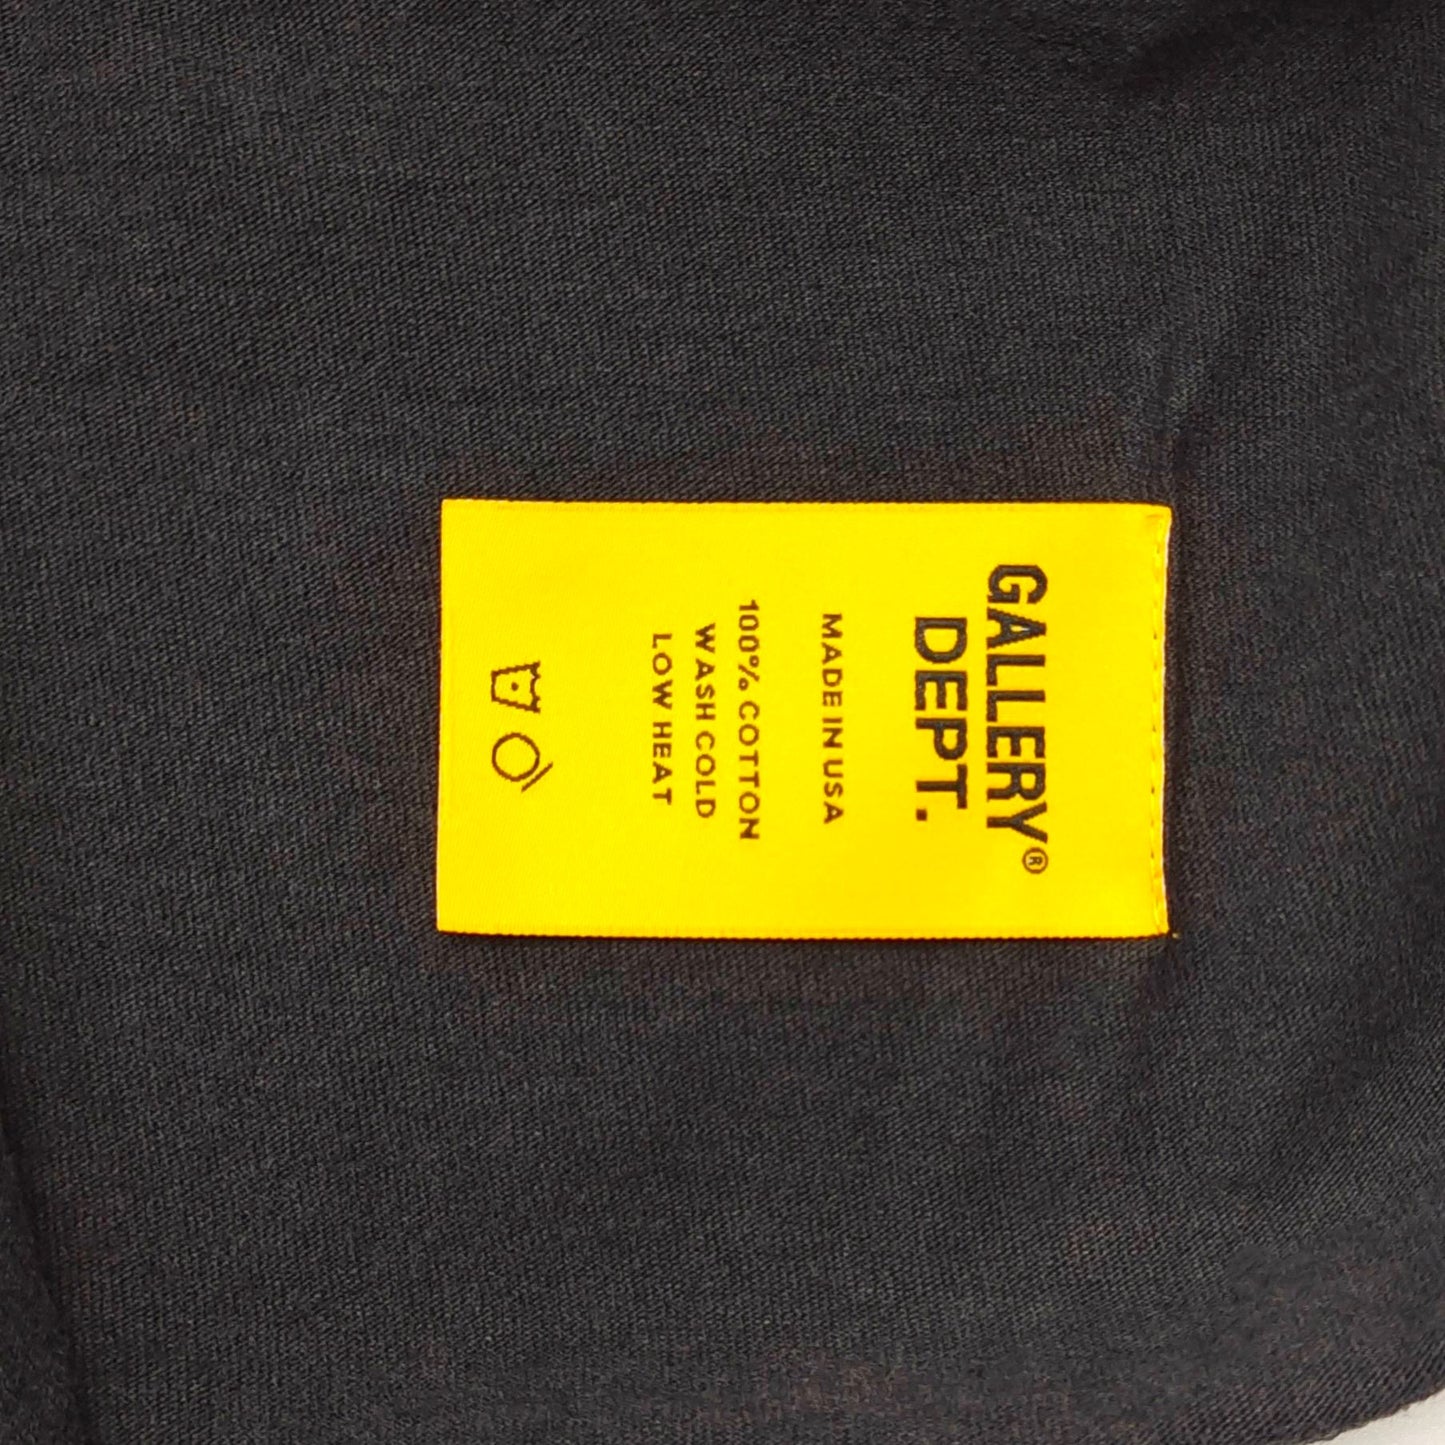 GALLERY®
DEPT.
MADE IN USA
100% COTTON
WASH COLD
LOW HEAT